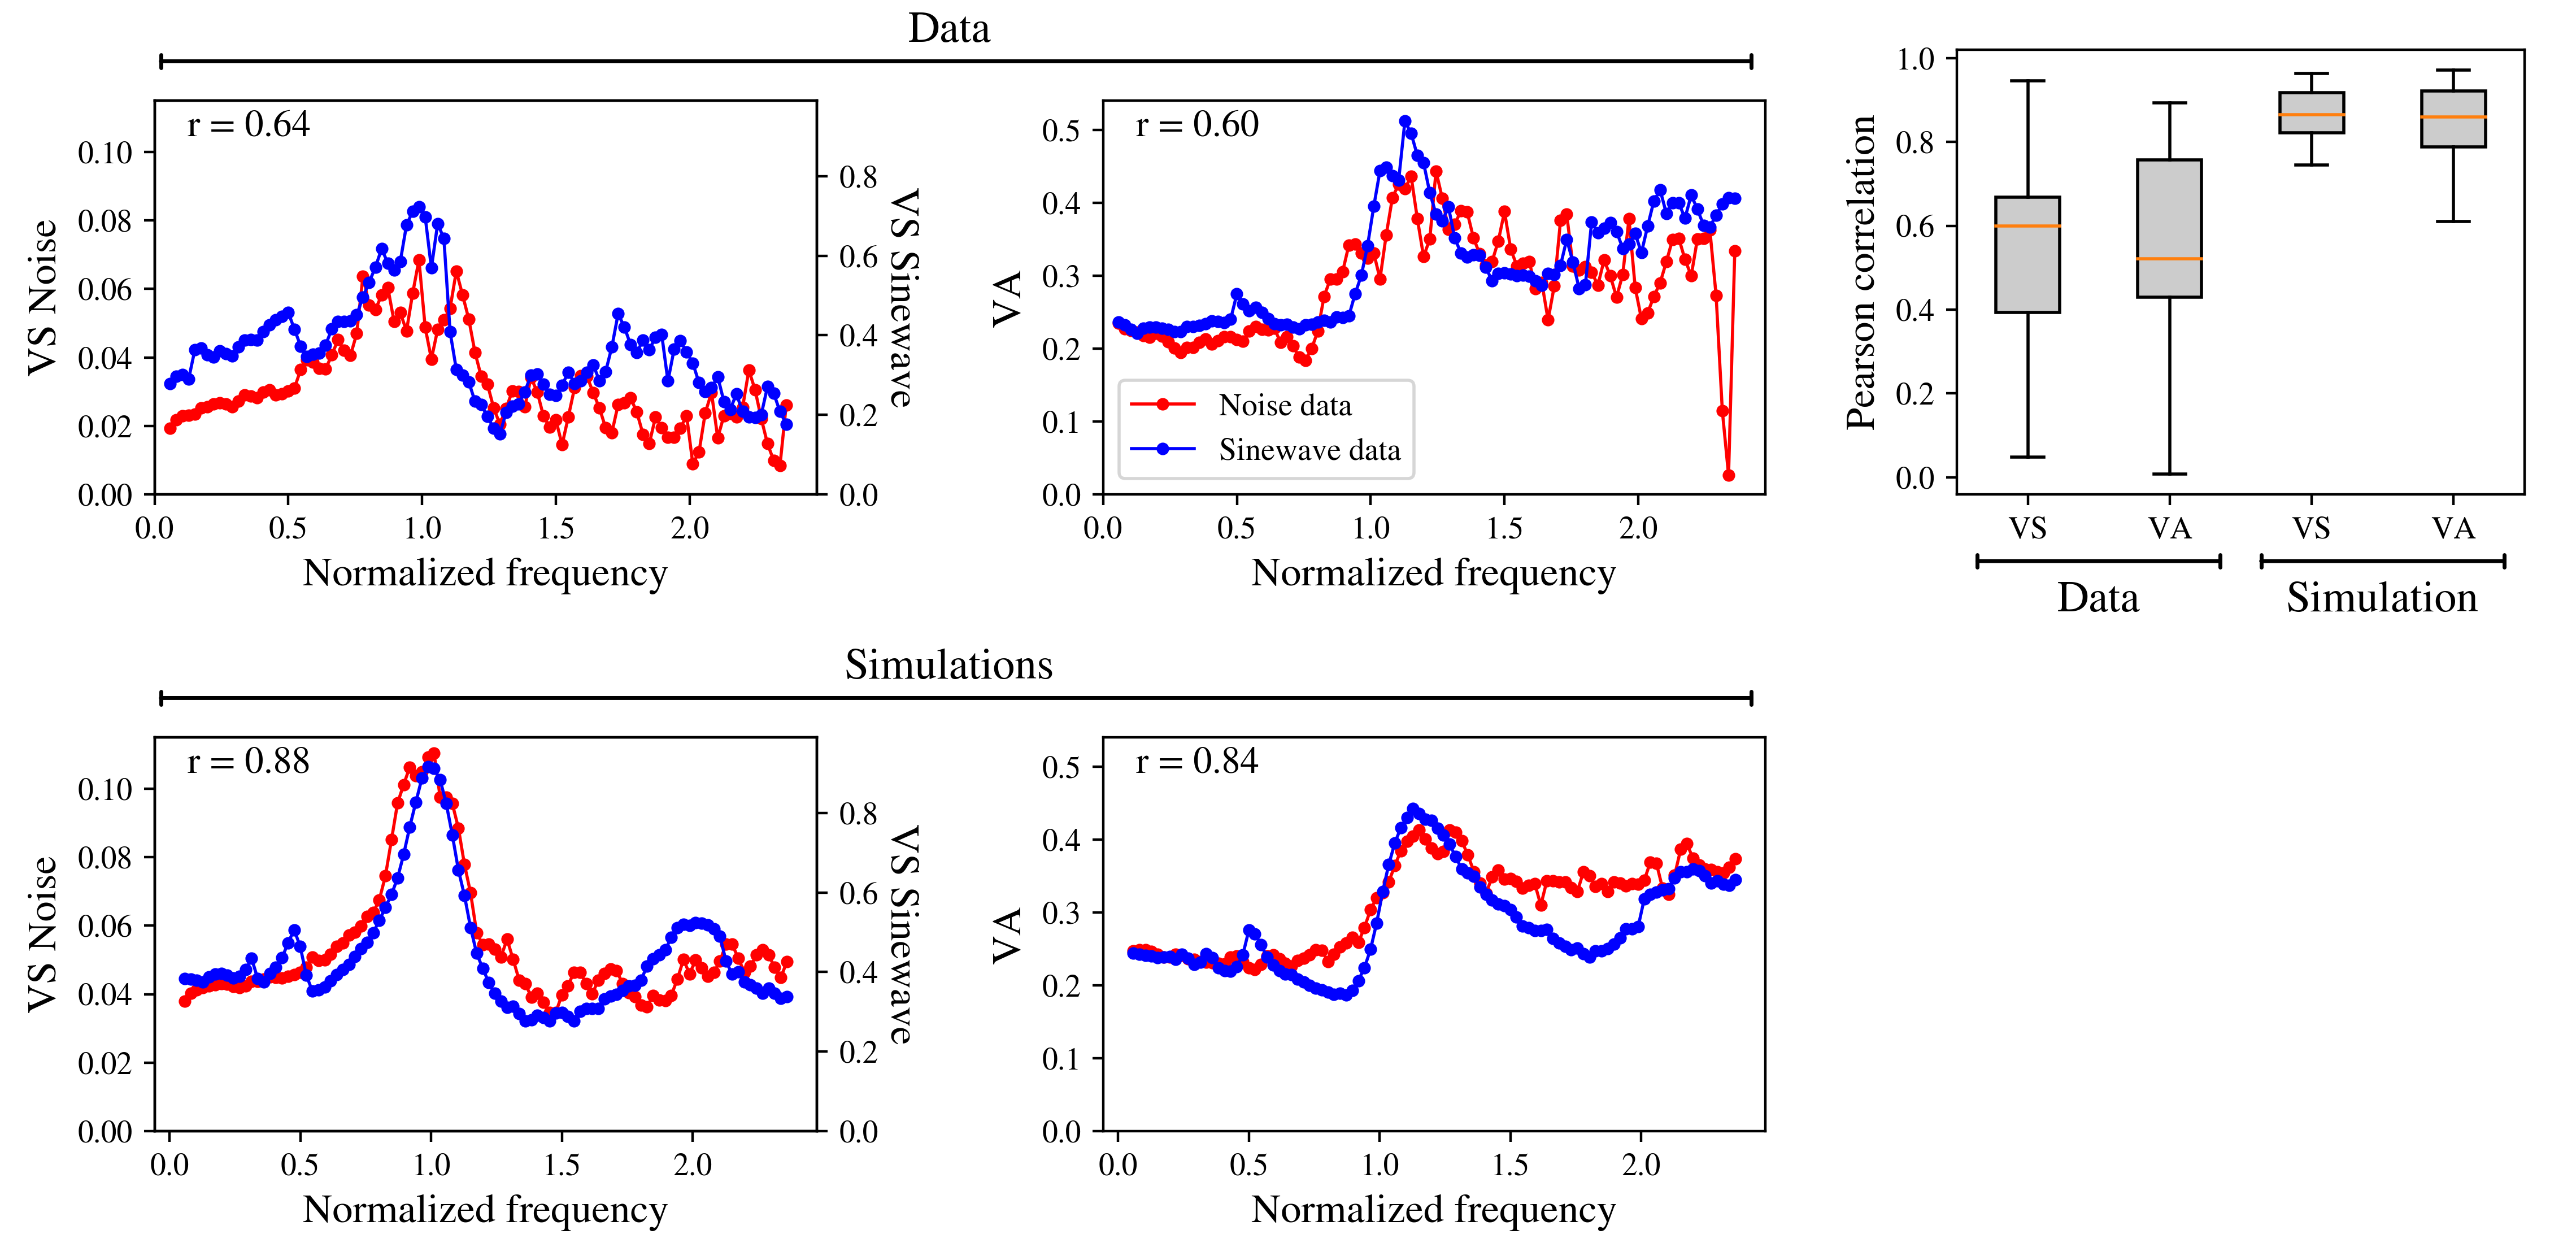 Data
r = 0.64
0.10
0.08
0.06
0.04
0.02
0.00
VS Noise
0.8
0.6
0.4
0.2
0.0
VS Sinewave
0.0 0.5 1.0 1.5 2.0
Normalized frequency
r = 0.60
0.5
0.4
0.3
0.2
0.1
0.0
VA
Noise data
Sinewave data
0.0 0.5 1.0 1.5 2.0
Normalized frequency
1.0
0.8
0.6
0.4
0.2
0.0
Pearson correlation
VS VA VS VA
Data Simulation
Simulations
r = 0.88
0.10
0.08
0.06
0.04
0.02
0.00
VS Noise
0.8
0.6
0.4
0.2
0.0
VS Sinewave
0.0 0.5 1.0 1.5 2.0
Normalized frequency
r = 0.84
0.5
0.4
0.3
0.2
0.1
0.0
VA
0.0 0.5 1.0 1.5 2.0
Normalized frequency